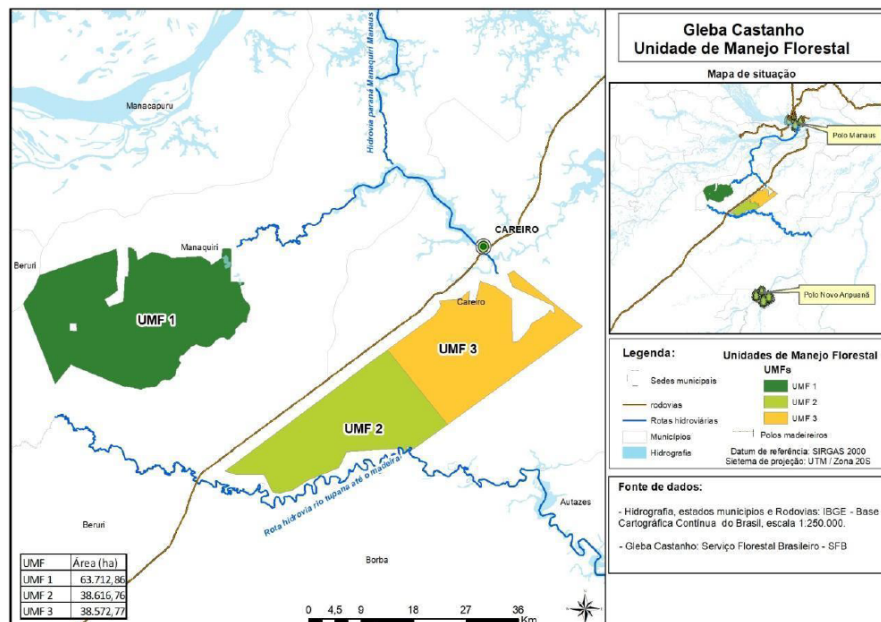 Gleba Castanho
Unidade de Manejo Florestal
Mapa de situação
Polo Manaus
Polo Novo Aripuanã
Manacapuru
Hidrovia paraná Manaquiri Manaus
CAREIRO
Manaquiri
Beruri
Careiro
UMF 1
UMF 3
UMF 2
Rota hidrovia rio tupana até o madeira
Autazes
Beruri
Borba
UMF Área (ha)
UMF 1 63.712,86
UMF 2 38.616,76
UMF 3 38.572,77
0 4,5 9 18 27 36
Km
Legenda:
Sedes municipais
rodovias
Rotas hidroviárias
Municípios
Hidrografia
Unidades de Manejo Florestal
UMFs
UMF 1
UMF 2
UMF 3
Polos madeireiros
Datum de referência: SIRGAS 2000
Sistema de projeção: UTM / Zona 20S
Fonte de dados:
- Hidrografia, estados municípios e Rodovias: IBGE - Base
Cartográfica Contínua do Brasil, escala 1:250.000.
- Gleba Castanho: Serviço Florestal Brasileiro - SFB